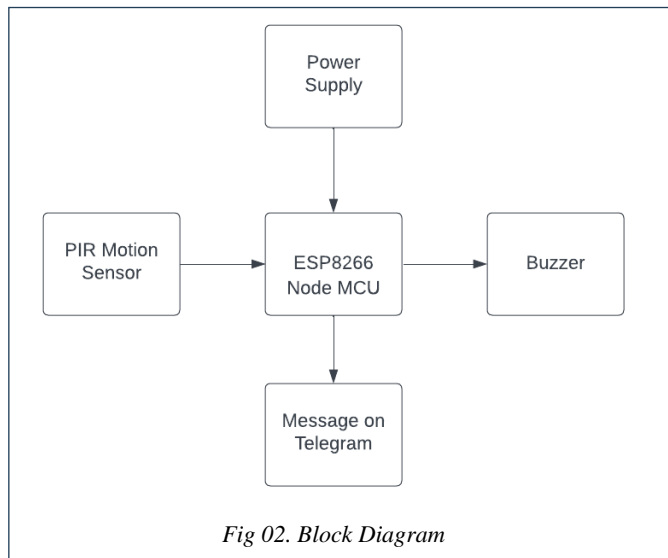 Power
Supply
PIR Motion
Sensor
ESP8266
Node MCU
Buzzer
Message on
Telegram
Fig 02. Block Diagram